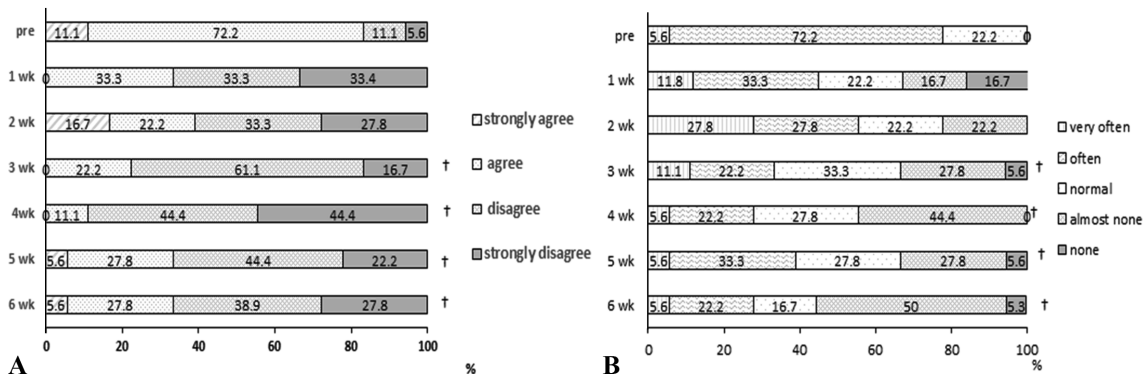 pre 11.1 72.2 11.1 5.6
1 wk 0 33.3 33.3 33.4
2 wk 16.7 22.2 33.3 27.8
3 wk 0 22.2 61.1 16.7 †
4wk 0 11.1 44.4 44.4 †
5 wk 5.6 27.8 44.4 22.2 †
6 wk 5.6 27.8 38.9 27.8 †
0 20 40 60 80 100
%
A
strongly agree
agree
disagree
strongly disagree
pre 5.6 72.2 22.2 0
1 wk 11.8 33.3 22.2 16.7 16.7
2 wk 27.8 27.8 22.2 22.2
3 wk 11.1 22.2 33.3 27.8 5.6 †
4 wk 5.6 22.2 27.8 44.4 0 †
5 wk 5.6 33.3 27.8 27.8 5.6 †
6 wk 5.6 22.2 16.7 50 5.3 †
0 20 40 60 80 100
%
B
very often
often
normal
almost none
none